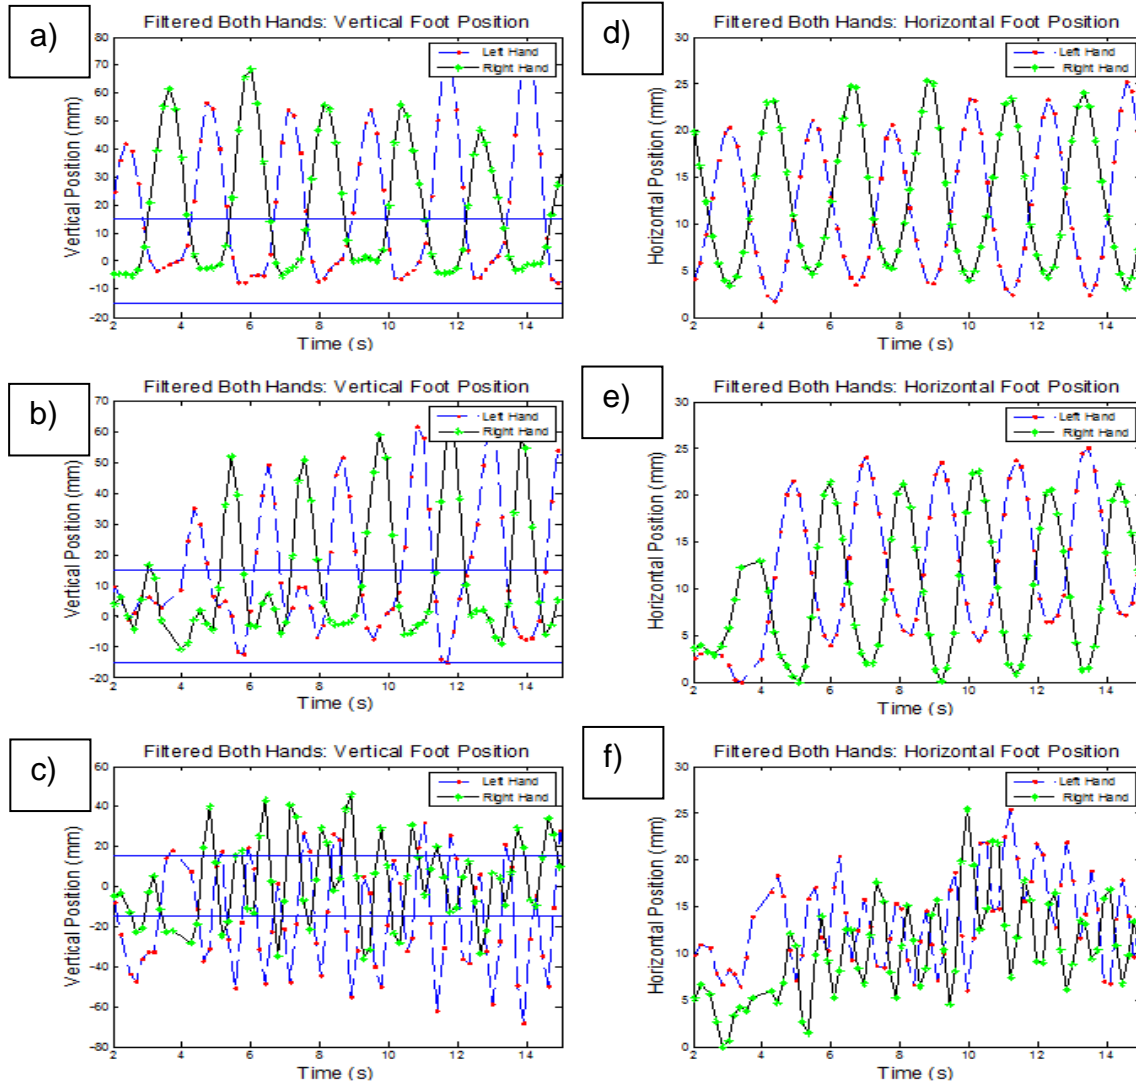 a)
Filtered Both Hands: Vertical Foot Position
80
70
60
50
40
30
20
10
0
-10
-20
Vertical Position (mm)
Left Hand
Right Hand
2 4 6 8 10 12 14
Time (s)
d)
Filtered Both Hands: Horizontal Foot Position
30
25
20
15
10
5
0
Horizontal Position (mm)
Left Hand
Right Hand
2 4 6 8 10 12 14
Time (s)
b)
Filtered Both Hands: Vertical Foot Position
70
60
50
40
30
20
10
0
-10
-20
Vertical Position (mm)
Left Hand
Right Hand
2 4 6 8 10 12 14
Time (s)
e)
Filtered Both Hands: Horizontal Foot Position
30
25
20
15
10
5
0
Horizontal Position (mm)
Left Hand
Right Hand
2 4 6 8 10 12 14
Time (s)
c)
Filtered Both Hands: Vertical Foot Position
60
40
20
0
-20
-40
-60
-80
Vertical Position (mm)
Left Hand
Right Hand
2 4 6 8 10 12 14
Time (s)
f)
Filtered Both Hands: Horizontal Foot Position
30
25
20
15
10
5
0
Horizontal Position (mm)
Left Hand
Right Hand
2 4 6 8 10 12 14
Time (s)